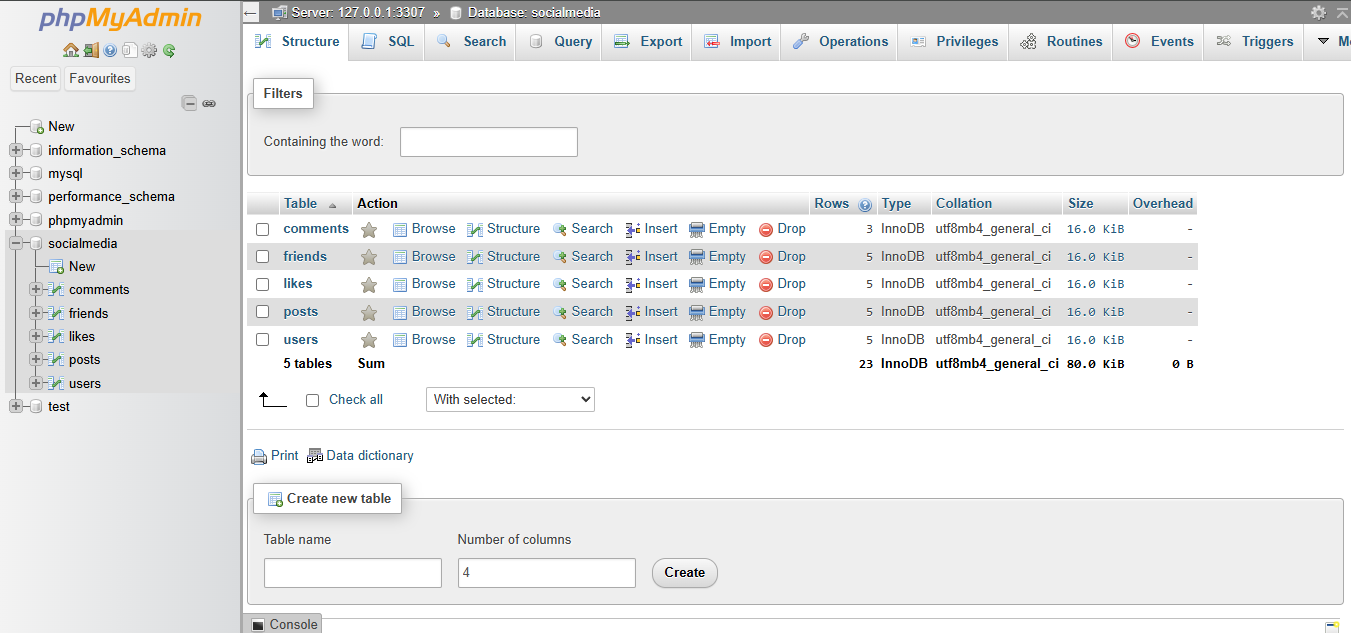 phpMyAdmin
Recent Favourites
New
information_schema
mysql
performance_schema
phpmyadmin
socialmedia
New
comments
friends
likes
posts
users
test
Server: 127.0.0.1:3307 » Database: socialmedia
Structure SQL Search Query Export Import Operations Privileges Routines Events Triggers
Filters
Containing the word:
Table Action Rows Type Collation Size Overhead
comments Browse Structure Search Insert Empty Drop 3 InnoDB utf8mb4_general_ci 16.0 KiB -
friends Browse Structure Search Insert Empty Drop 5 InnoDB utf8mb4_general_ci 16.0 KiB -
likes Browse Structure Search Insert Empty Drop 5 InnoDB utf8mb4_general_ci 16.0 KiB -
posts Browse Structure Search Insert Empty Drop 5 InnoDB utf8mb4_general_ci 16.0 KiB -
users Browse Structure Search Insert Empty Drop 5 InnoDB utf8mb4_general_ci 16.0 KiB -
5 tables Sum 23 InnoDB utf8mb4_general_ci 80.0 KiB 0 B
Check all With selected:
Print Data dictionary
Create new table
Table name Number of columns
4 Create
Console